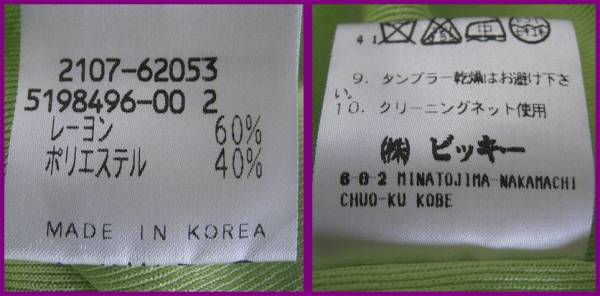 2107-62053
5198496-00 2
レーヨン 60%
ポリエステル 40%
MADE IN KOREA
41
9. タンブラー乾燥はお避け下さ
い。
10. クリーニングネット使用
(株) ビッキー
6-8-2 MINATOJIMA-NAKAMACHI
CHUO-KU KOBE